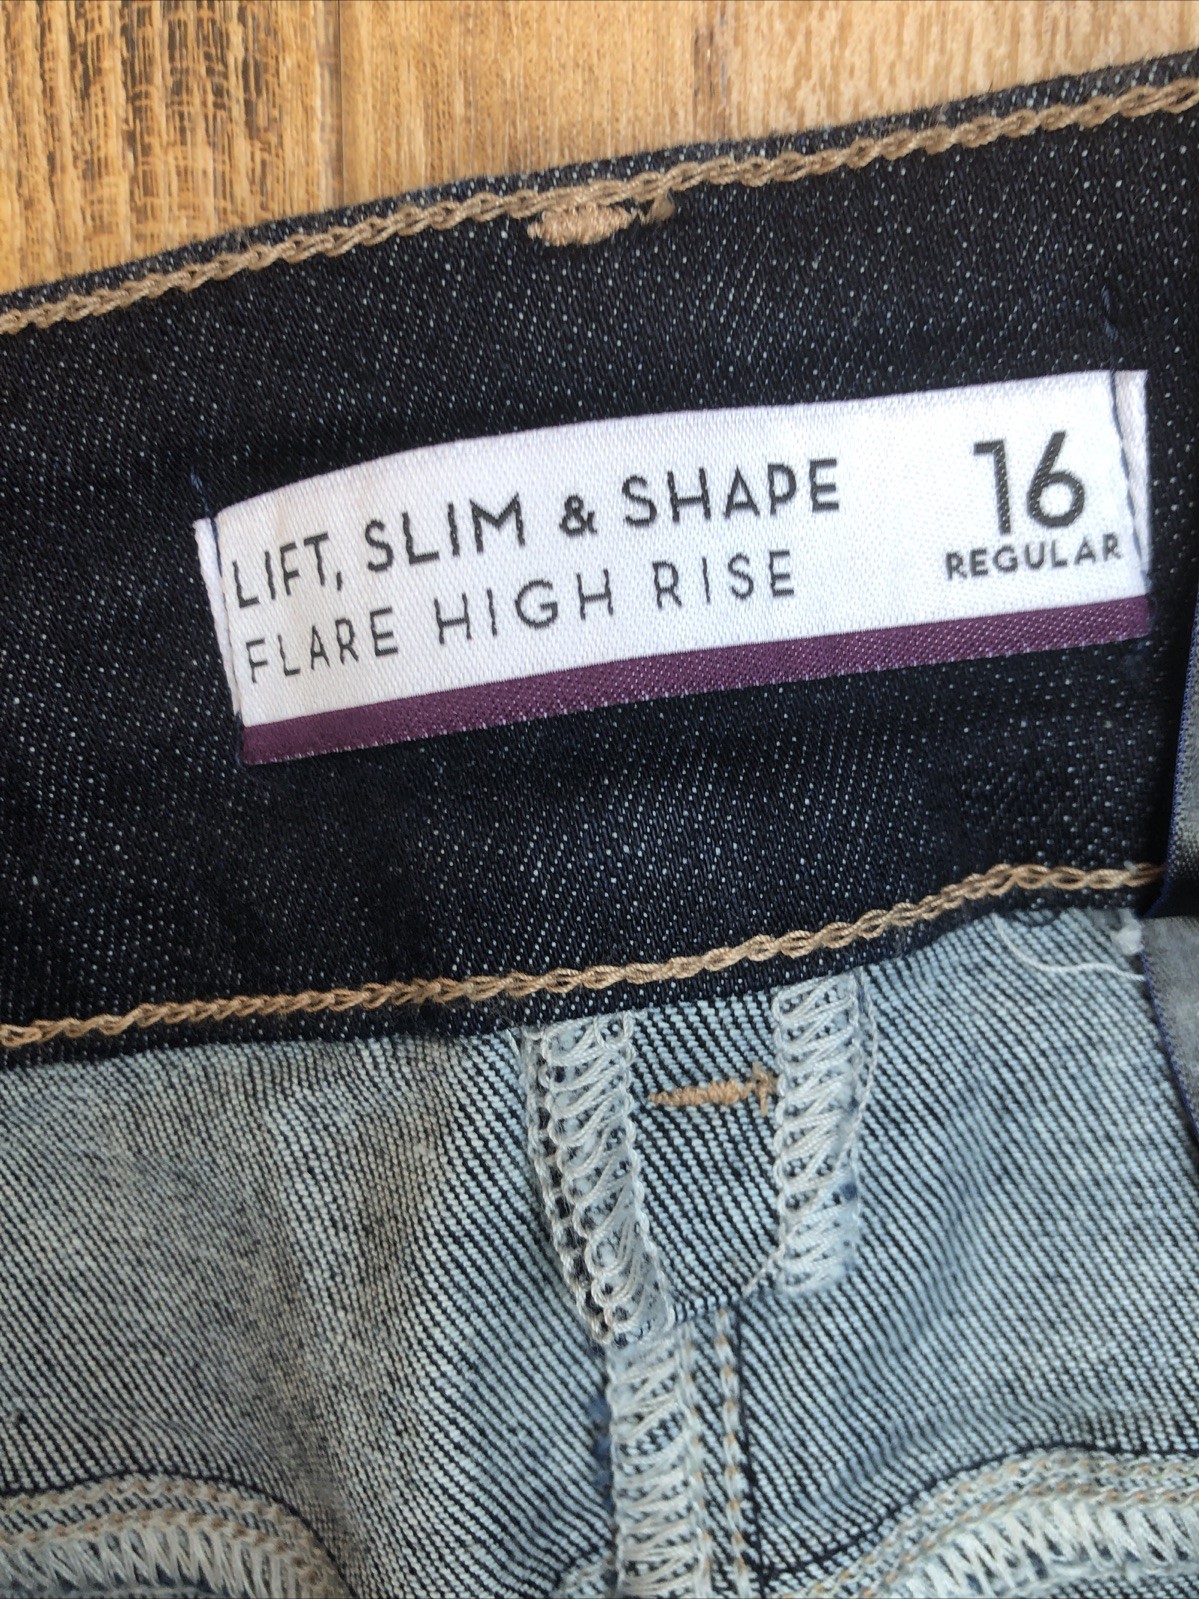 LIFT, SLIM & SHAPE
FLARE HIGH RISE
16
REGULAR